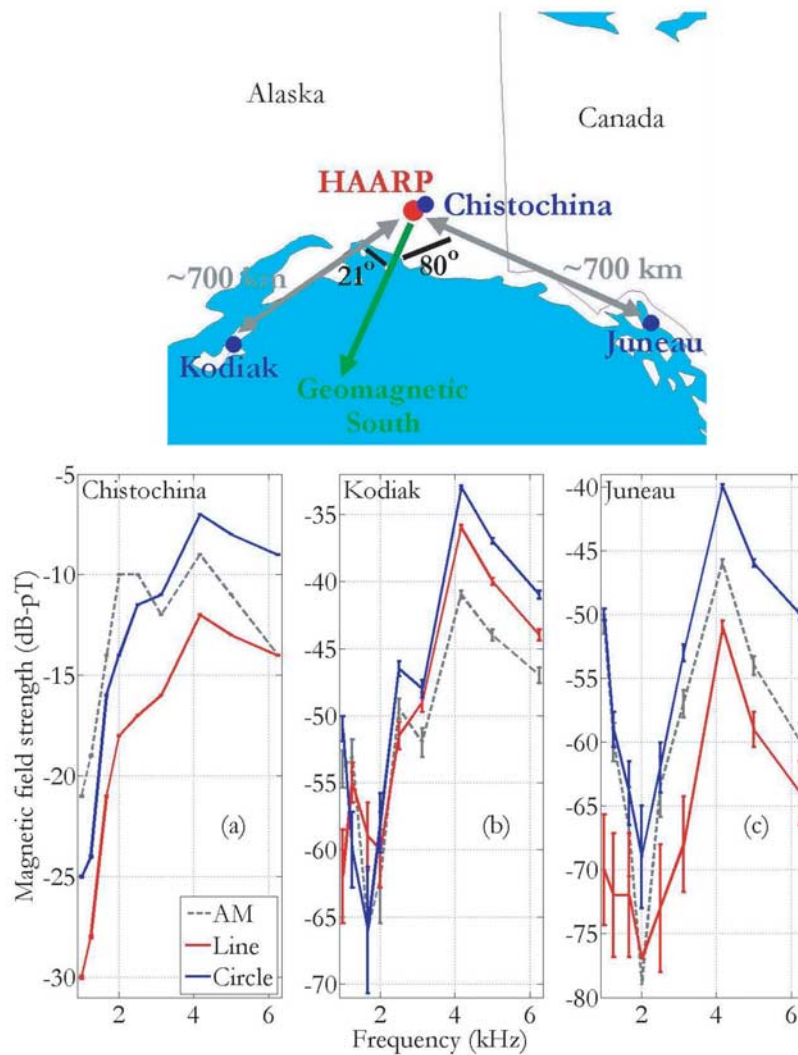 Alaska
Canada
HAARP
Chistochina
21°
80°
~700 km
~700 km
Kodiak
Juneau
Geomagnetic
South
Magnetic field strength (dB-pT)
-5
-10
-15
-20
-25
-30
Chistochina
(a)
AM
Line
Circle
2
4
6
-35
-40
-45
-50
-55
-60
-65
-70
Kodiak
(b)
2
4
6
-40
-45
-50
-55
-60
-65
-70
-75
-80
Juneau
(c)
2
4
6
Frequency (kHz)